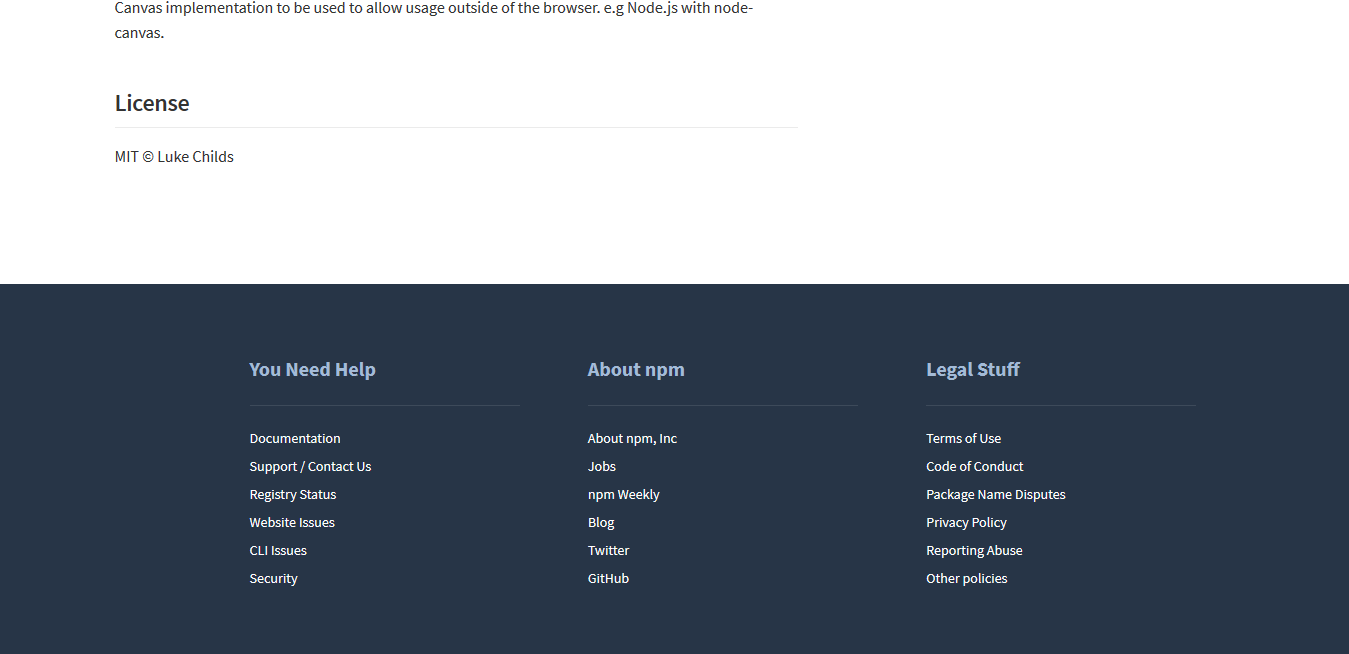 Canvas implementation to be used to allow usage outside of the browser. e.g Node.js with node-
canvas.
License
MIT © Luke Childs
You Need Help
Documentation
Support / Contact Us
Registry Status
Website Issues
CLI Issues
Security
About npm
About npm, Inc
Jobs
npm Weekly
Blog
Twitter
GitHub
Legal Stuff
Terms of Use
Code of Conduct
Package Name Disputes
Privacy Policy
Reporting Abuse
Other policies